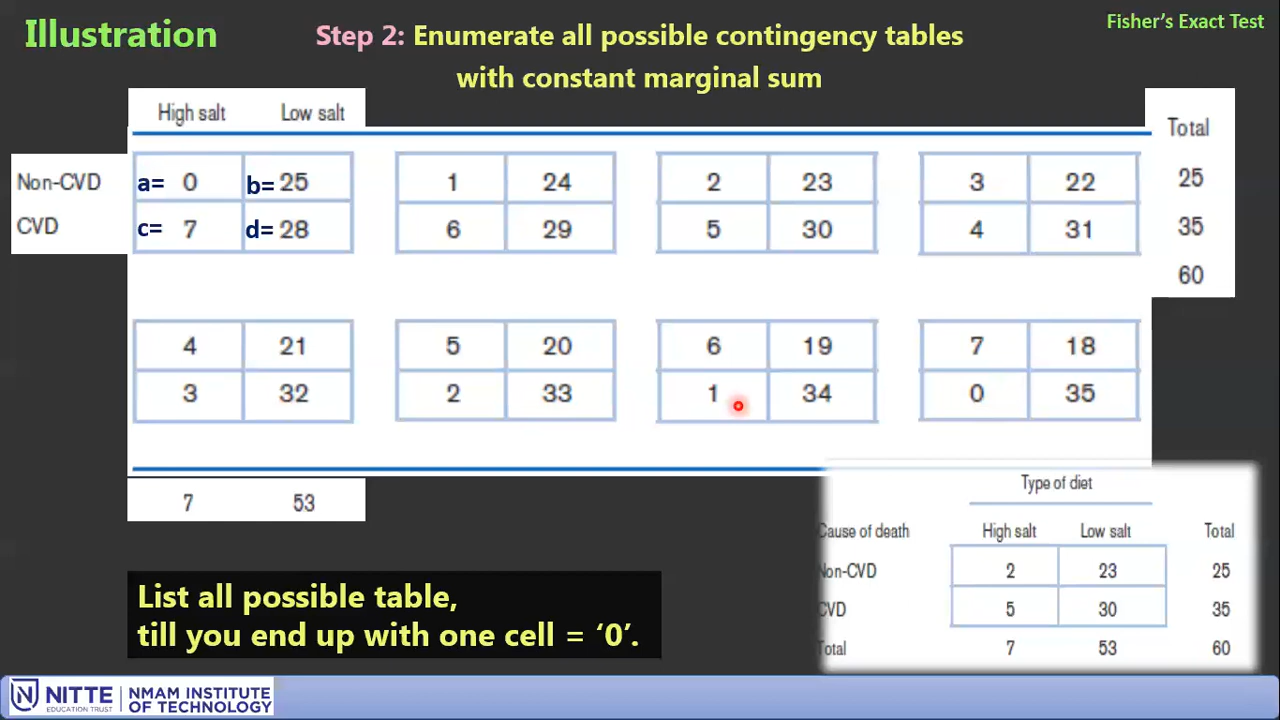 Illustration
Step 2: Enumerate all possible contingency tables
with constant marginal sum
Fisher's Exact Test
High salt Low salt
Total
Non-CVD a= 0 b= 25 1 24 2 23 3 22 25
CVD c= 7 d= 28 6 29 5 30 4 31 35
60
4 21 5 20 6 19 7 18
3 32 2 33 1 34 0 35
7 53
Type of diet
Cause of death High salt Low salt Total
Non-CVD 2 23 25
CVD 5 30 35
Total 7 53 60
List all possible table,
till you end up with one cell = ‘0’.
NITTE
EDUCATION TRUST
NMAM INSTITUTE
OF TECHNOLOGY